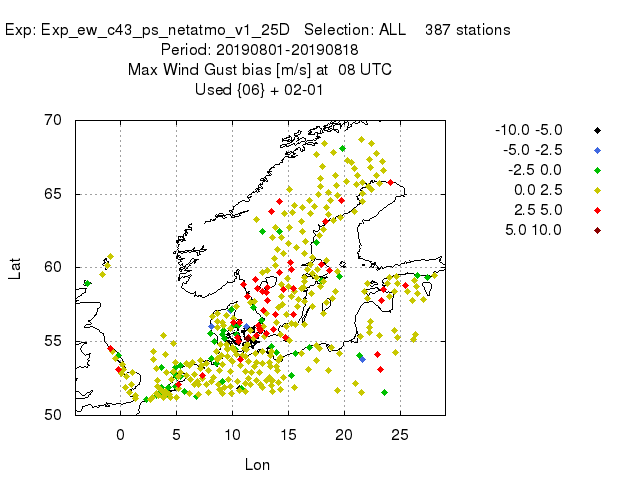 Exp: Exp_ew_c43_ps_netatmo_v1_25D   Selection: ALL    387 stations
Period: 20190801-20190818
Max Wind Gust bias [m/s] at  08 UTC
Used {06} + 02-01
-10.0 -5.0
-5.0 -2.5
-2.5 0.0
0.0 2.5
2.5 5.0
5.0 10.0
70
65
60
55
50
Lat
0 5 10 15 20 25
Lon